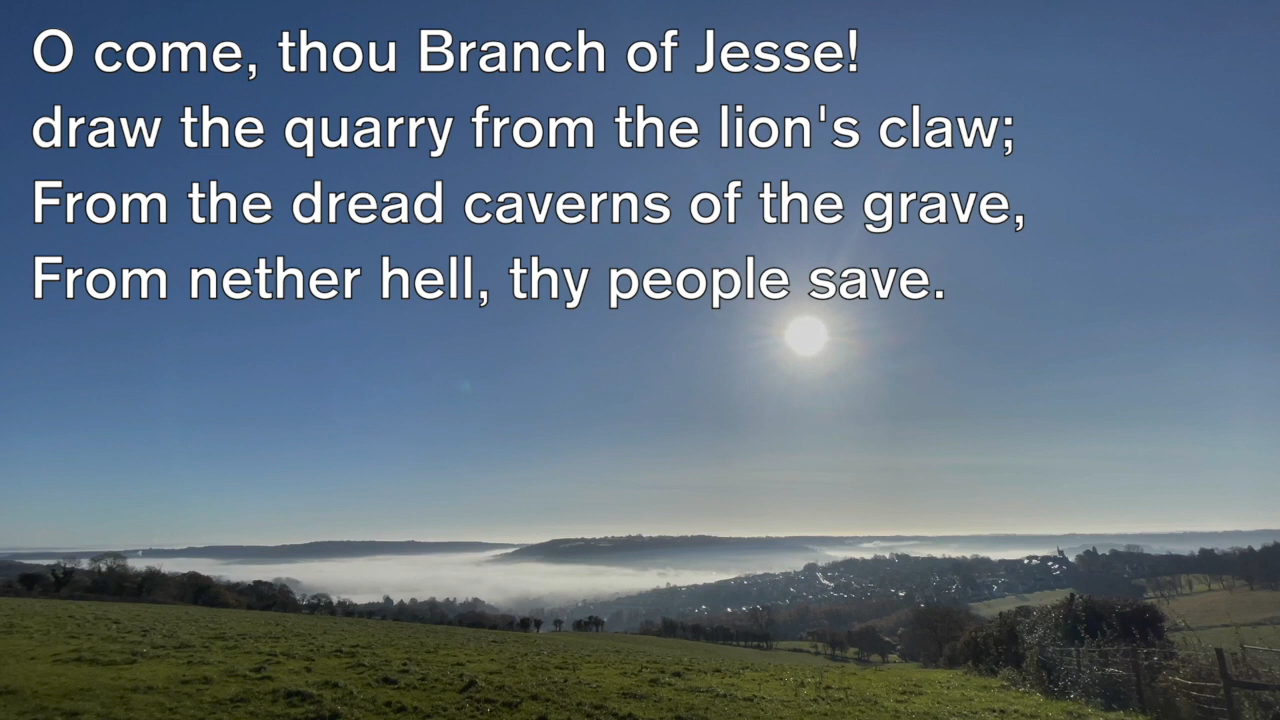 O come, thou Branch of Jesse!
draw the quarry from the lion's claw;
From the dread caverns of the grave,
From nether hell, thy people save.